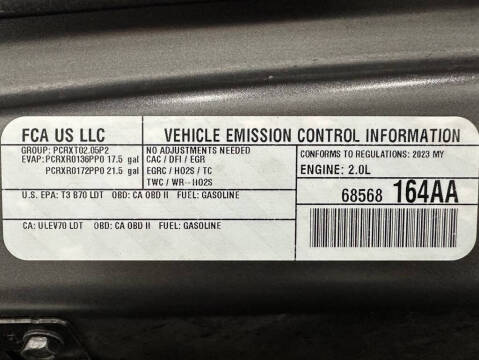 FCA US LLC
VEHICLE EMISSION CONTROL INFORMATION
GROUP: PCRXT02.05P2
EVAP: PCRXR0136PP0 17.5 gal
PCRXR0172PP0 21.5 gal
NO ADJUSTMENTS NEEDED
CAC / DFI / EGR
EGRC / HO2S / TC
TWC / WR-HO2S
CONFORMS TO REGULATIONS: 2023 MY
ENGINE: 2.0L
U.S. EPA: T3 B70 LDT OBD: CA OBD II FUEL: GASOLINE
68568 164AA
CA: ULEV70 LDT OBD: CA OBD II FUEL: GASOLINE